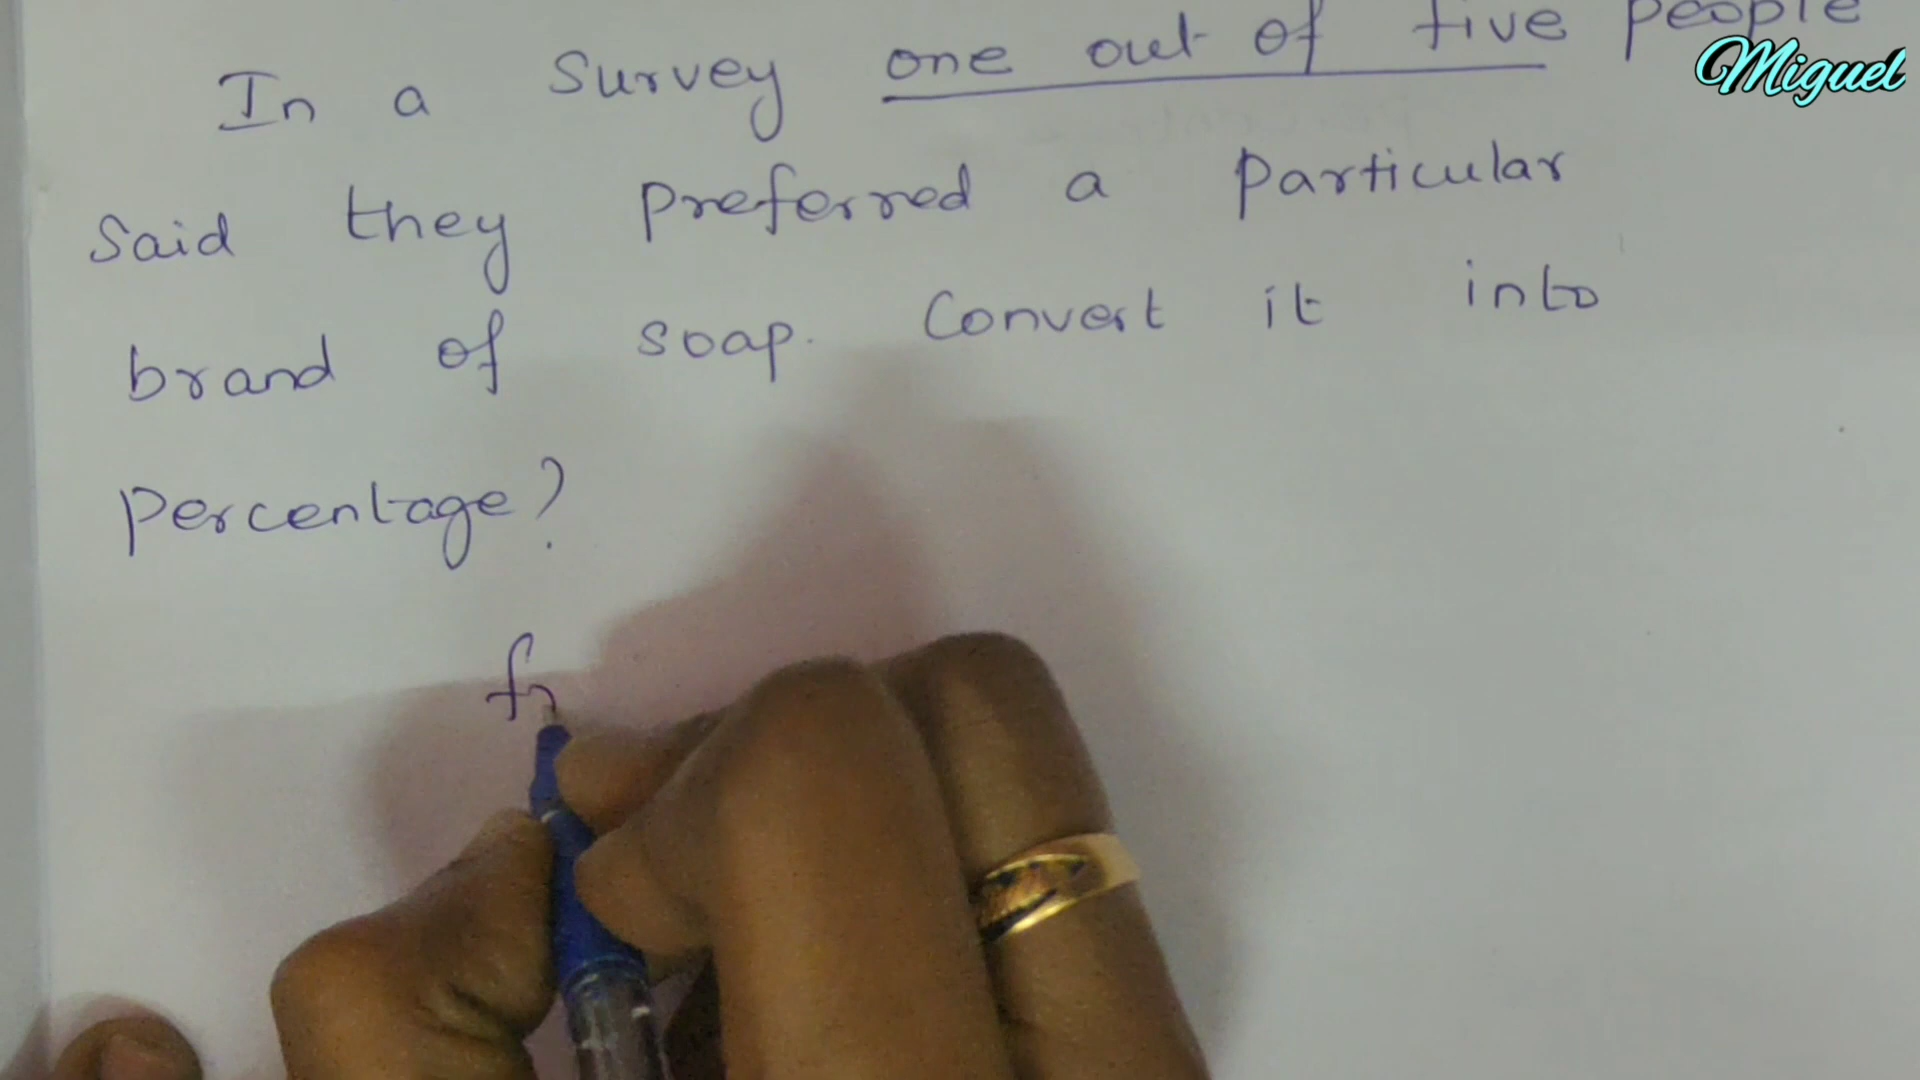 In a Survey one out of five people
Miguel
Said they preferred a Particular
brand of soap. Convert it into
Percentage?
fr